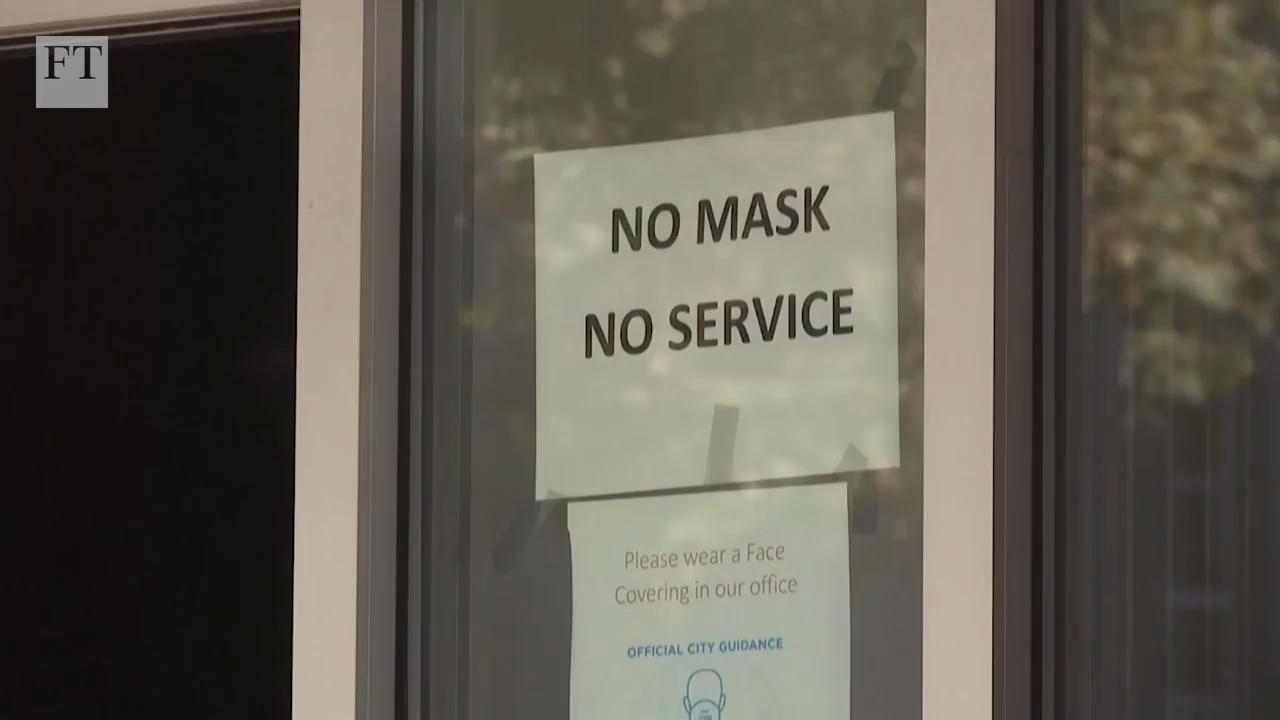 FT
NO MASK
NO SERVICE
Please wear a Face
Covering in our office
OFFICIAL CITY GUIDANCE